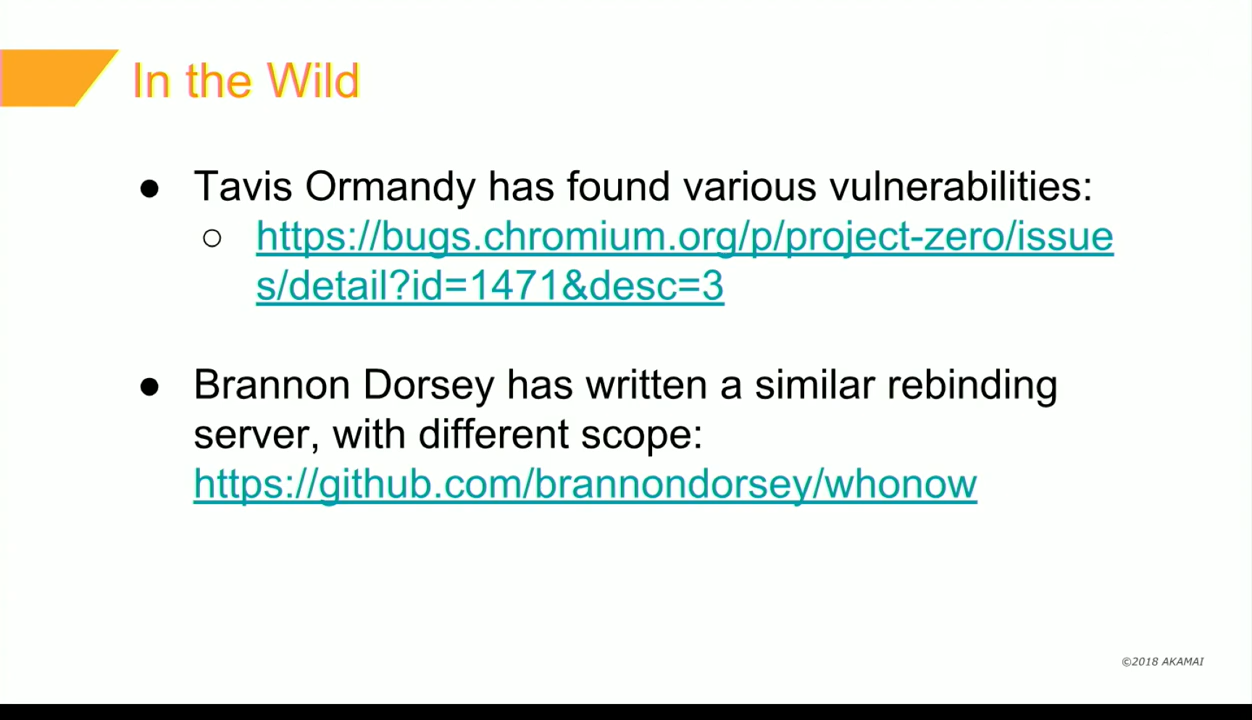 In the Wild
● Tavis Ormandy has found various vulnerabilities:
○ https://bugs.chromium.org/p/project-zero/issue
s/detail?id=1471&desc=3
● Brannon Dorsey has written a similar rebinding
server, with different scope:
https://github.com/brannondorsey/whonow
©2018 AKAMAI